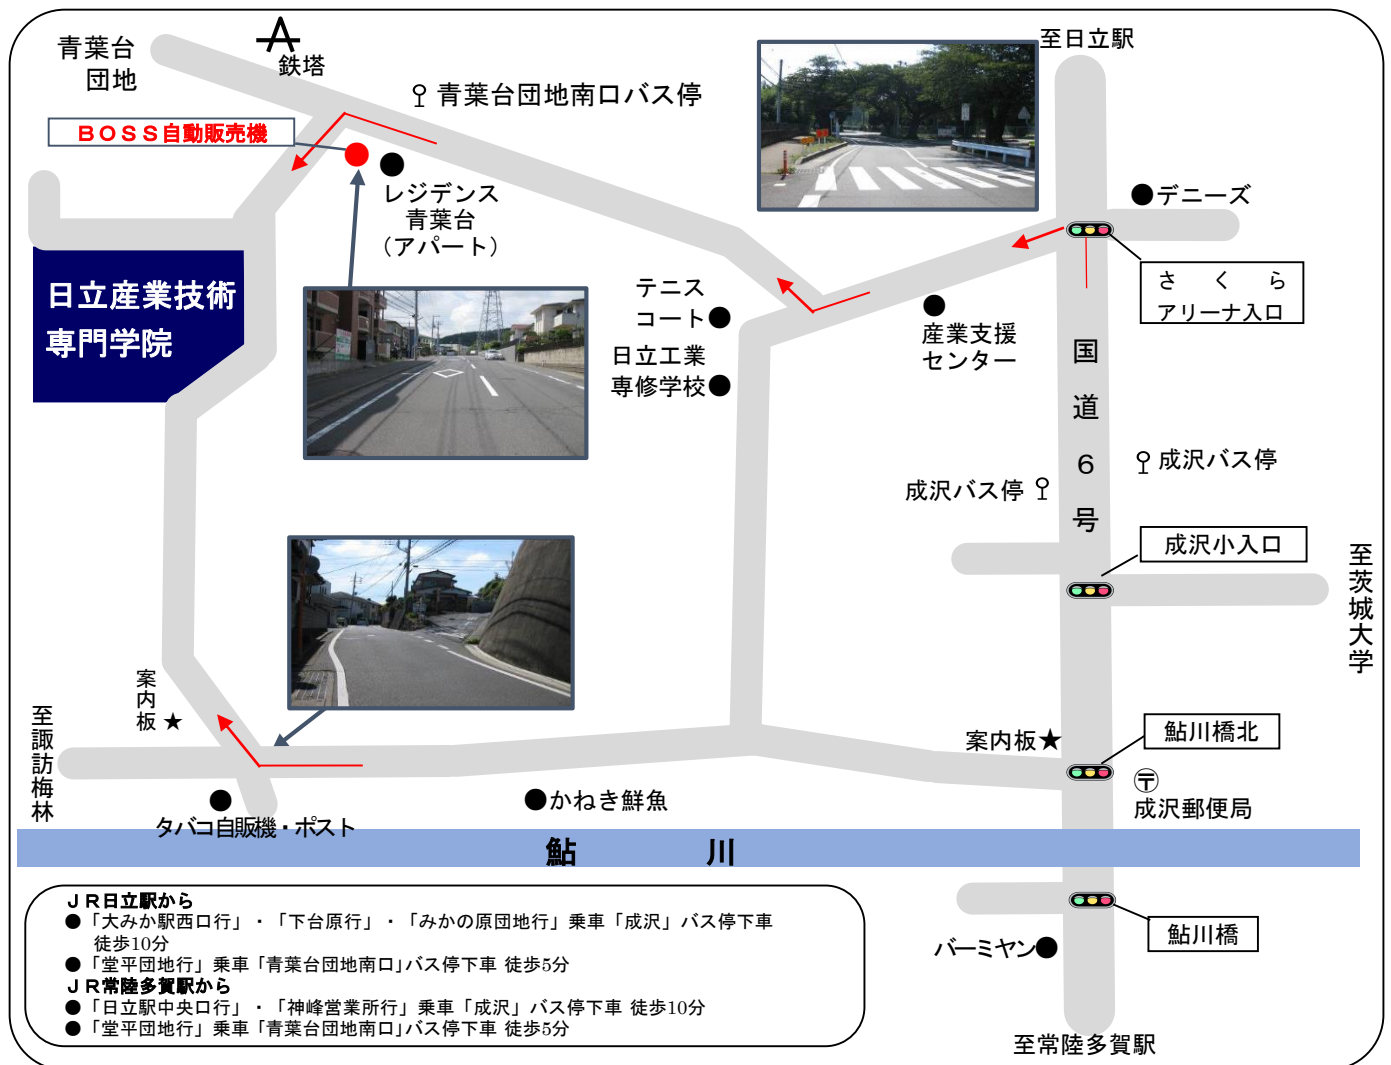 青葉台
団地
鉄塔
青葉台団地南口バス停
至日立駅
BOSS自動販売機
レジデンス
青葉台
（アパート）
デニーズ
さくら
アリーナ入口
日立産業技術
専門学院
テニス
コート
日立工業
専修学校
産業支援
センター
国道6号
成沢バス停
成沢バス停
成沢小入口
至茨城大学
案内板★
至諏訪梅林
案内板★
鮎川橋北
〒
成沢郵便局
タバコ自販機・ポスト
かねき鮮魚
鮎川
鮎川橋
バーミヤン
至常陸多賀駅
JR日立駅から
●「大みか駅西口行」・「下台原行」・「みかの原団地行」乗車「成沢」バス停下車
徒歩10分
●「堂平団地行」乗車「青葉台団地南口」バス停下車 徒歩5分
JR常陸多賀駅から
●「日立駅中央口行」・「神峰営業所行」乗車「成沢」バス停下車 徒歩10分
●「堂平団地行」乗車「青葉台団地南口」バス停下車 徒歩5分